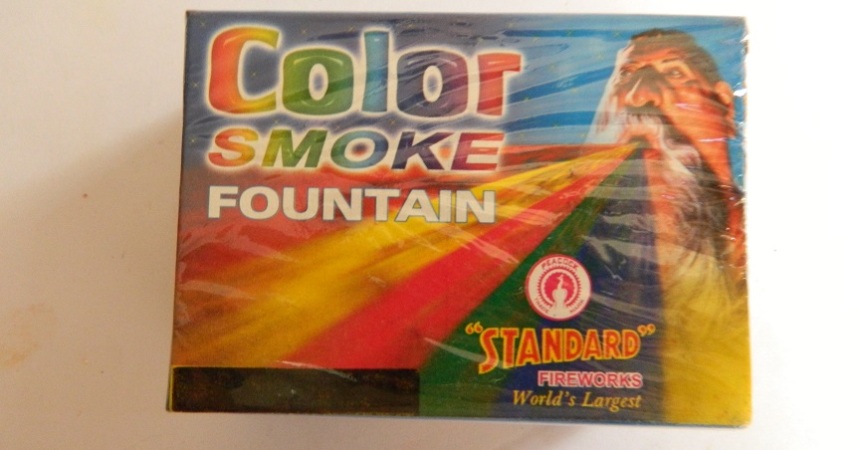 Color
SMOKE
FOUNTAIN
PEACOCK
"STANDARD"
FIREWORKS
World's Largest